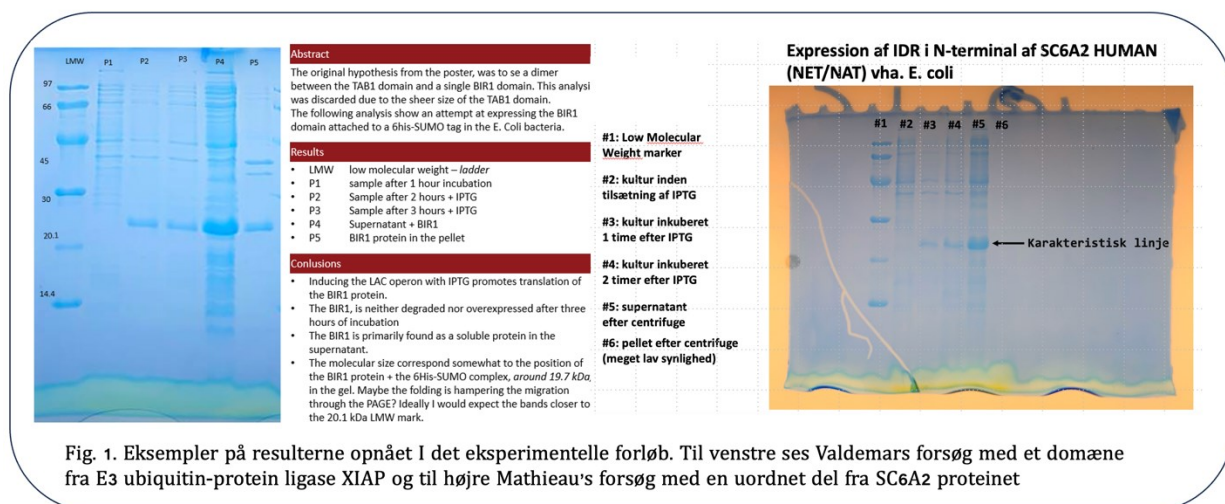 LMW P1 P2 P3 P4 P5
97
66
45
30
20.1
14.4
Abstract
The original hypothesis from the poster, was to se a dimer
between the TAB1 domain and a single BIR1 domain. This analysi
was discarded due to the sheer size of the TAB1 domain.
The following analysis show an attempt at expressing the BIR1
domain attached to a 6his-SUMO tag in the E. Coli bacteria.
Results
• LMW low molecular weight – ladder
• P1 sample after 1 hour incubation
• P2 Sample after 2 hours + IPTG
• P3 Sample after 3 hours + IPTG
• P4 Supernatant + BIR1
• P5 BIR1 protein in the pellet
Conlusions
• Inducing the LAC operon with IPTG promotes translation of
the BIR1 protein.
• The BIR1, is neither degraded nor overexpressed after three
hours of incubation
• The BIR1 is primarily found as a soluble protein in the
supernatant.
• The molecular size correspond somewhat to the position of
the BIR1 protein + the 6His-SUMO complex, around 19.7 kDa,
in the gel. Maybe the folding is hampering the migration
through the PAGE? Ideally I would expect the bands closer to
the 20.1 kDa LMW mark.
#1: Low Molecular
Weight marker
#2: kultur inden
tilsætning af IPTG
#3: kultur inkuberet
1 time efter IPTG
#4: kultur inkuberet
2 timer efter IPTG
#5: supernatant
efter centrifuge
#6: pellet efter centrifuge
(meget lav synlighed)
Expression af IDR i N-terminal af SC6A2 HUMAN
(NET/NAT) vha. E. coli
#1 #2 #3 #4 #5 #6
Karakteristisk linje
Fig. 1. Eksempler på resulterne opnået I det eksperimentelle forløb. Til venstre ses Valdemars forsøg med et domæne
fra E3 ubiquitin-protein ligase XIAP og til højre Mathieau's forsøg med en uordnet del fra SC6A2 proteinet